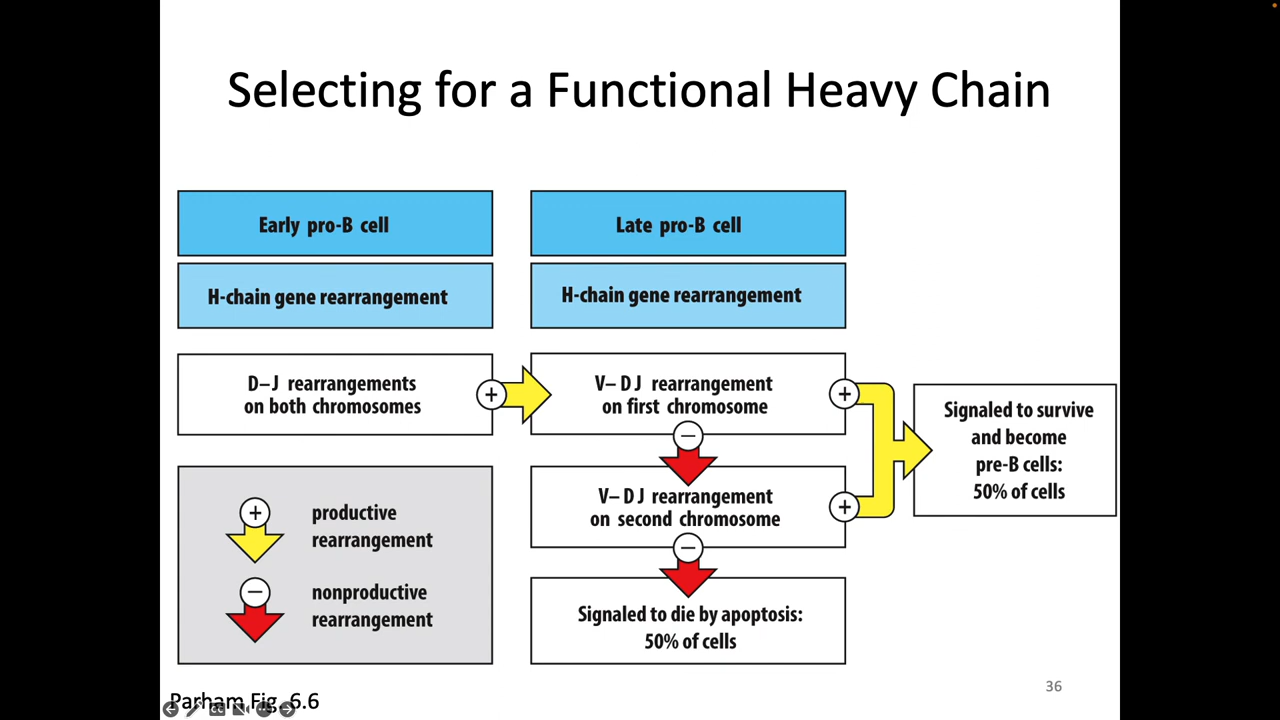 Selecting for a Functional Heavy Chain
Early pro-B cell
Late pro-B cell
H-chain gene rearrangement
H-chain gene rearrangement
D–J rearrangements
on both chromosomes
+
V–DJ rearrangement
on first chromosome
+
−
Signaled to survive
and become
pre-B cells:
50% of cells
V–DJ rearrangement
on second chromosome
+
−
Signaled to die by apoptosis:
50% of cells
+
productive
rearrangement
−
nonproductive
rearrangement
36
Parham Fig. 6.6